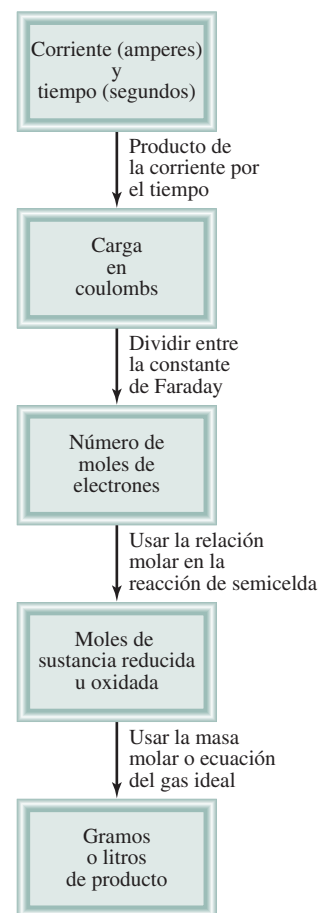 Corriente (amperes)
y
tiempo (segundos)
Producto de
la corriente por
el tiempo
Carga
en
coulombs
Dividir entre
la constante
de Faraday
Número de
moles de
electrones
Usar la relación
molar en la
reacción de semicelda
Moles de
sustancia reducida
u oxidada
Usar la masa
molar o ecuación
del gas ideal
Gramos
o litros
de producto